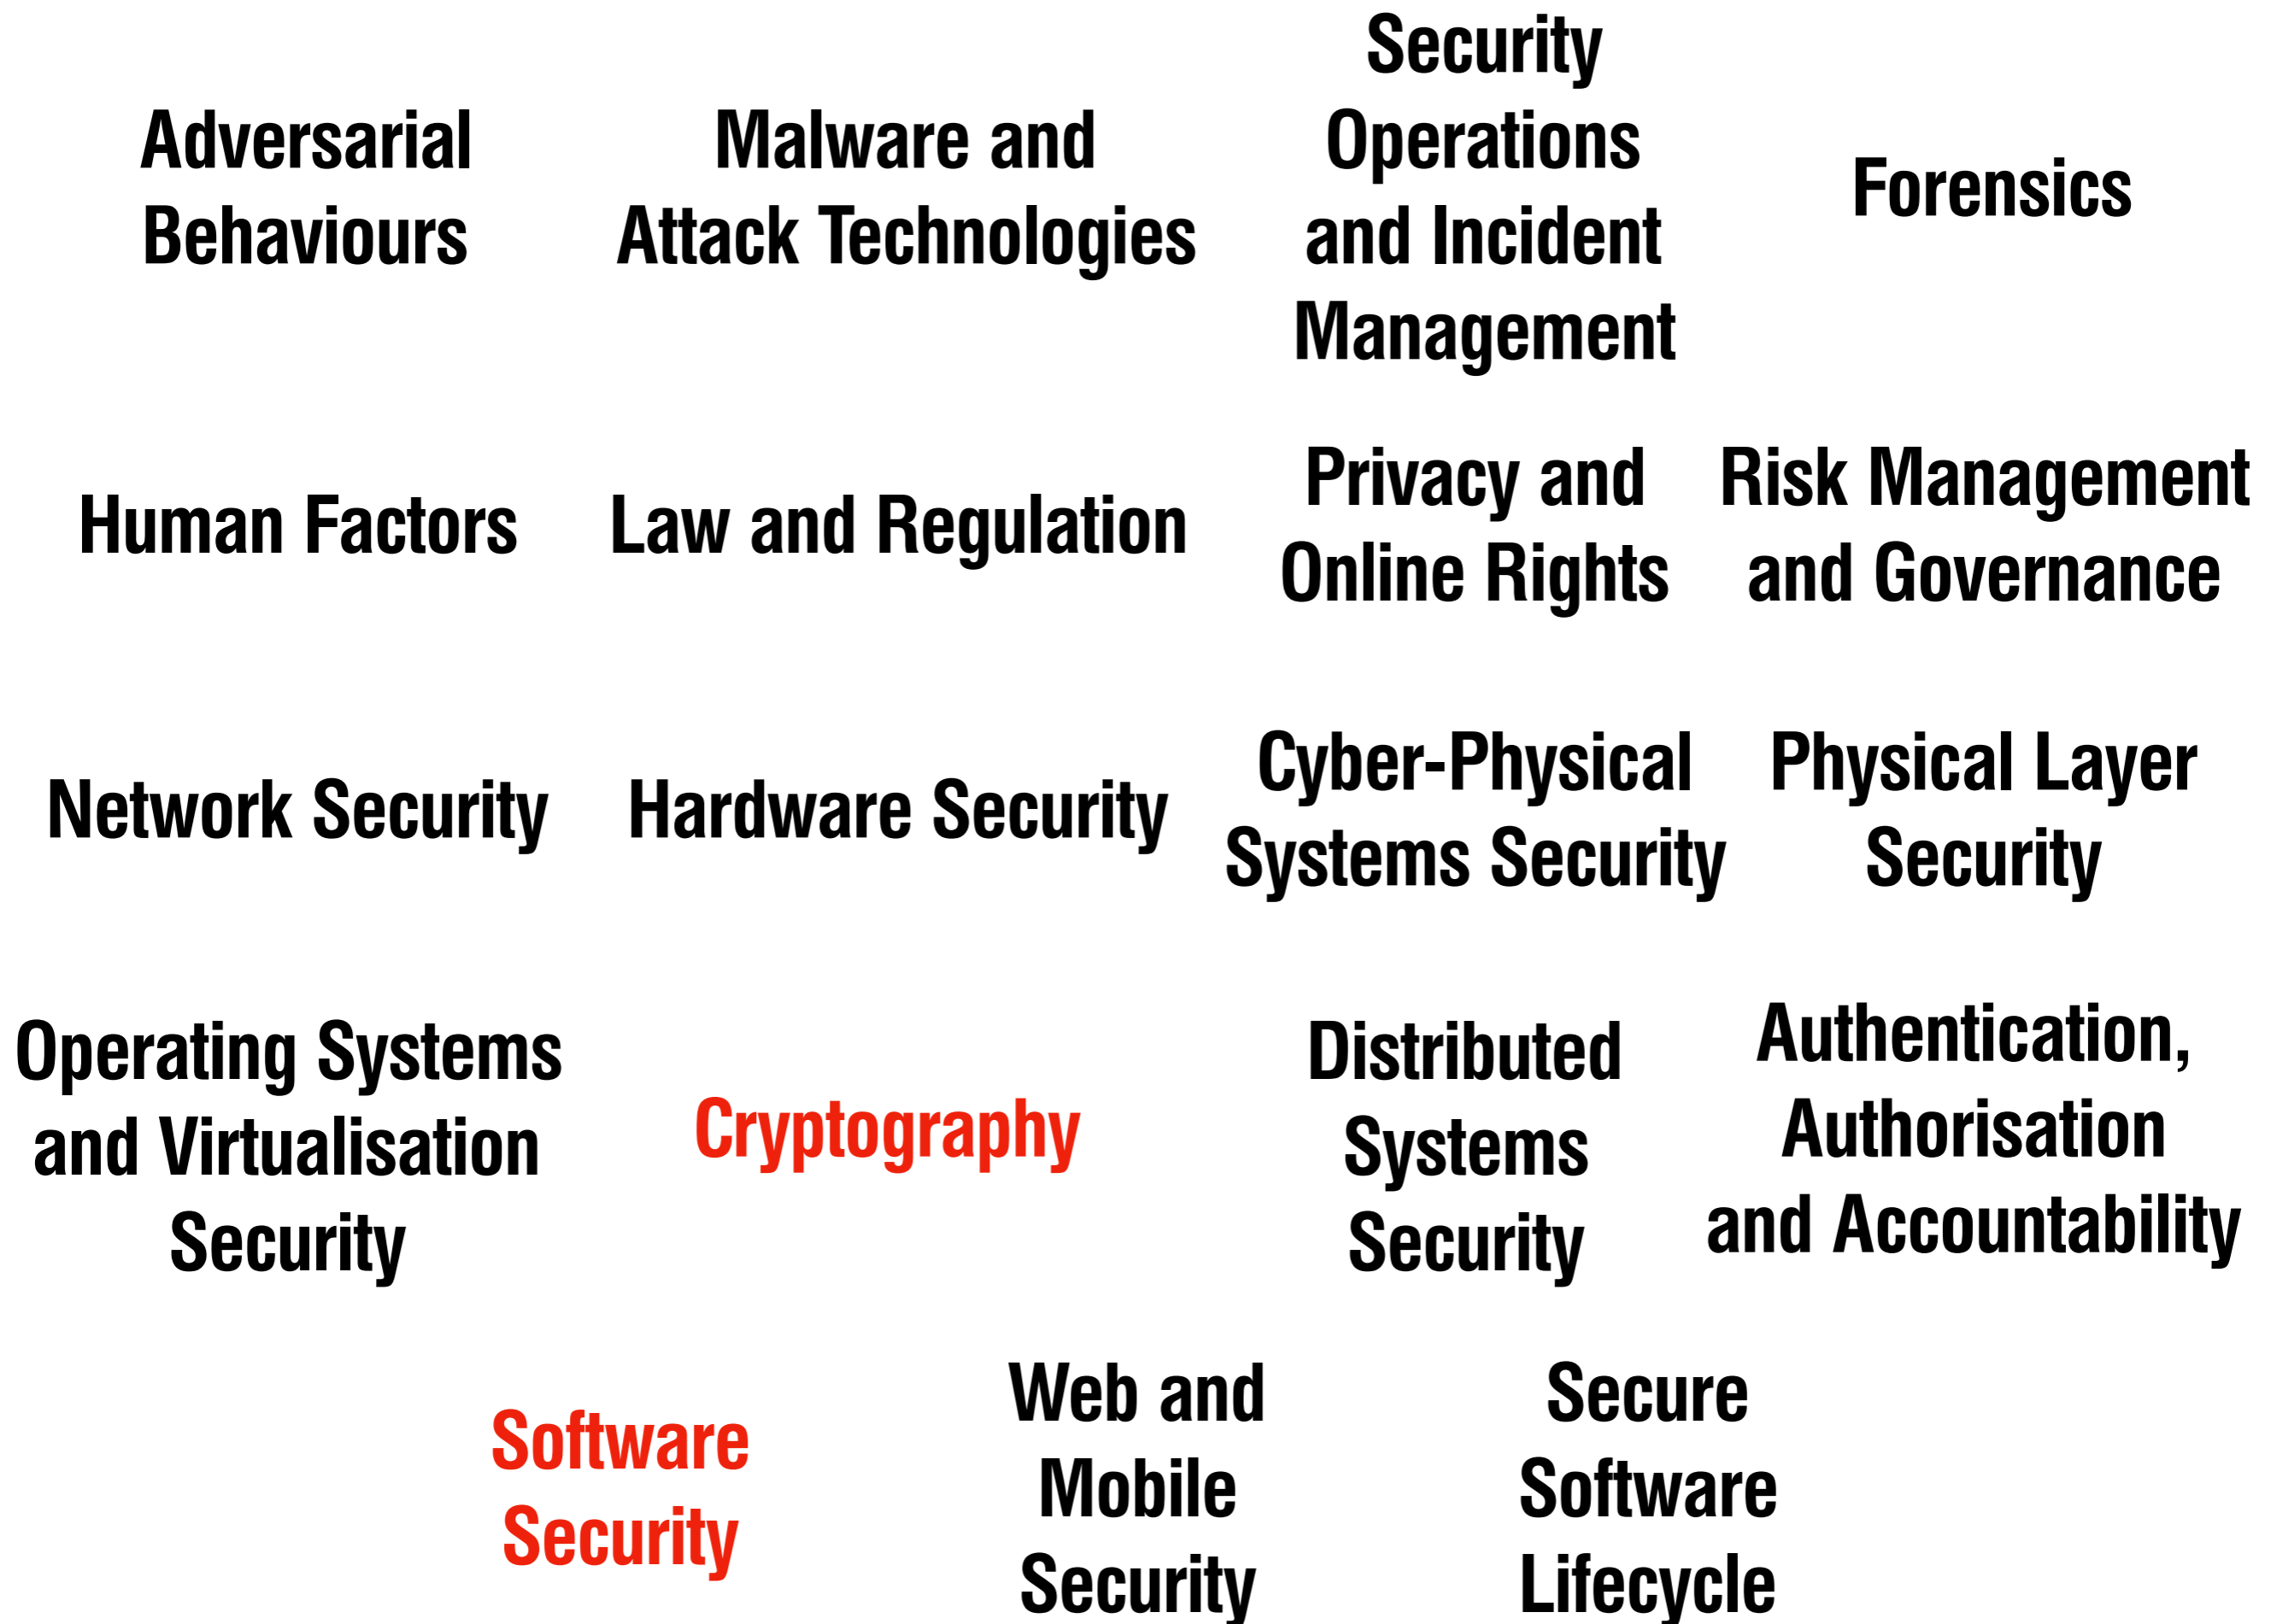 Adversarial
Behaviours
Malware and
Attack Technologies
Security
Operations
and Incident
Management
Forensics
Human Factors
Law and Regulation
Privacy and
Online Rights
Risk Management
and Governance
Network Security
Hardware Security
Cyber-Physical
Systems Security
Physical Layer
Security
Operating Systems
and Virtualisation
Security
Cryptography
Distributed
Systems
Security
Authentication,
Authorisation
and Accountability
Software
Security
Web and
Mobile
Security
Secure
Software
Lifecycle